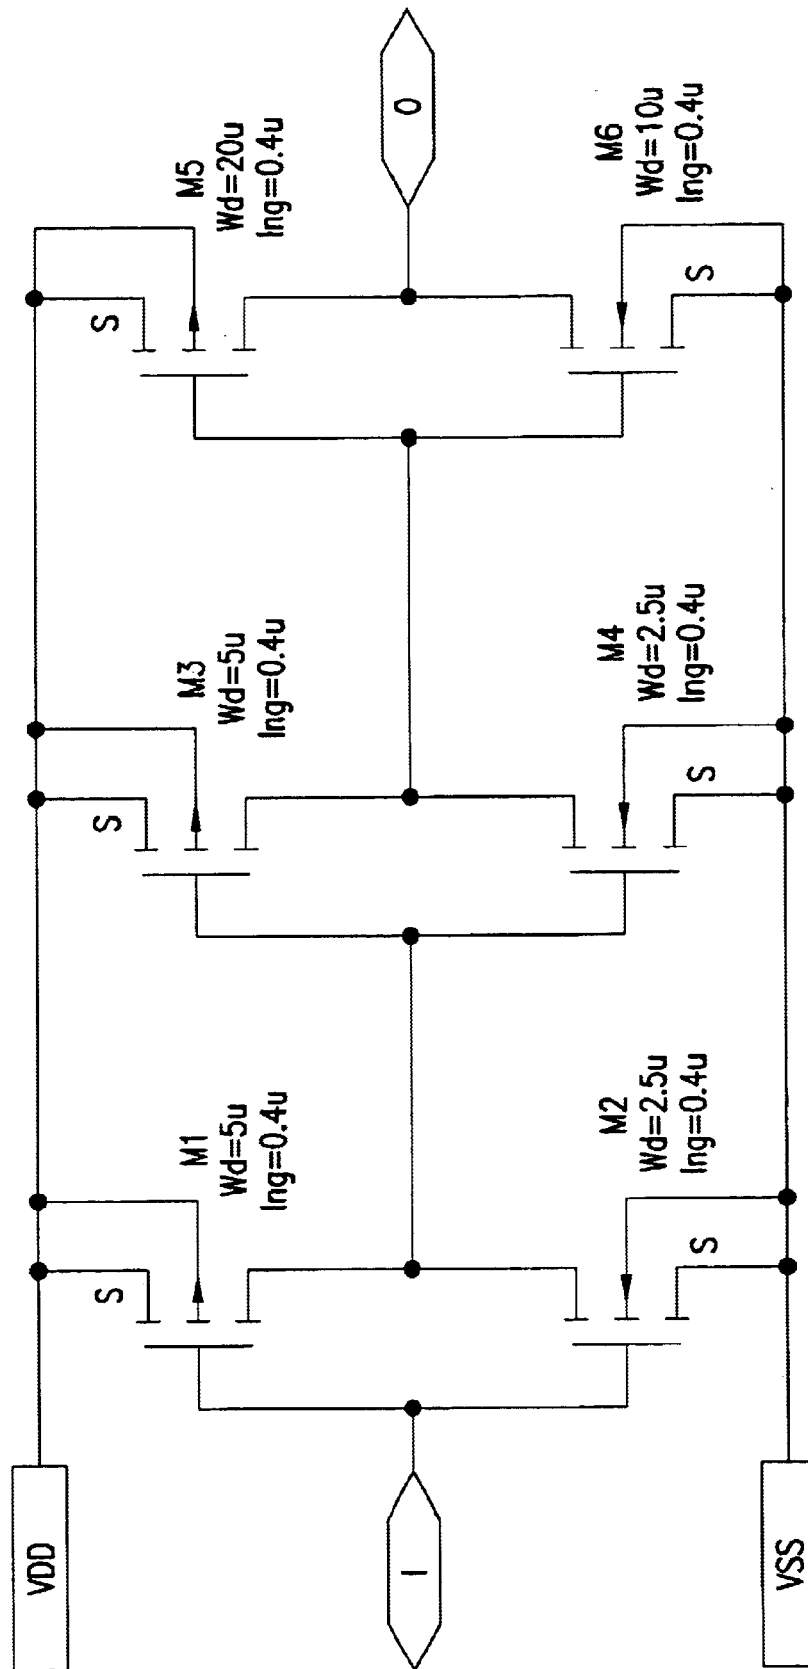 VDD
S
M1
Wd=5u
lng=0.4u
S
M3
Wd=5u
lng=0.4u
S
M5
Wd=20u
lng=0.4u
I
O
M2
Wd=2.5u
lng=0.4u
S
M4
Wd=2.5u
lng=0.4u
S
M6
Wd=10u
lng=0.4u
S
VSS